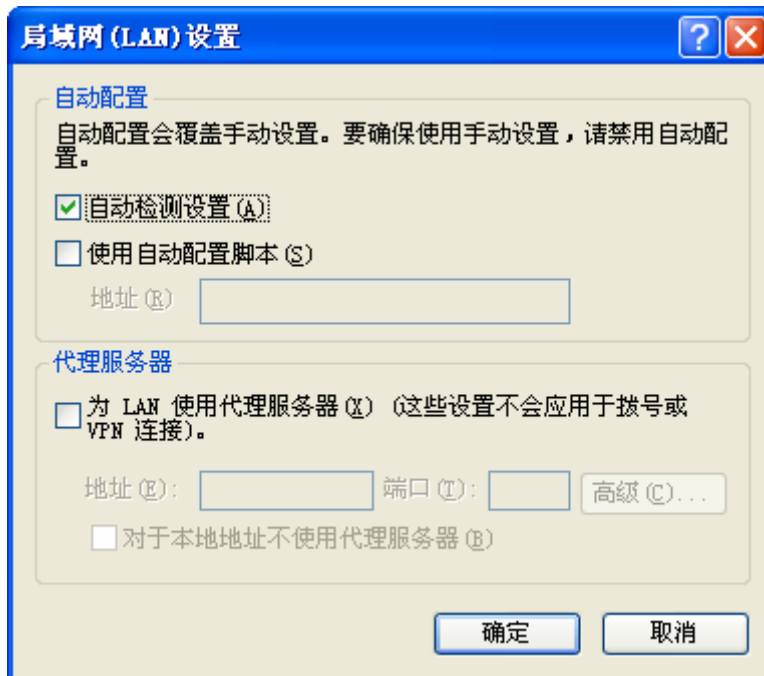 局域网(LAN)设置
自动配置
自动配置会覆盖手动设置。要确保使用手动设置，请禁用自动配
置。
自动检测设置(A)
使用自动配置脚本(S)
地址(R)
代理服务器
为 LAN 使用代理服务器(X) (这些设置不会应用于拨号或
VPN 连接)。
地址(E): 端口(T): 高级(C)...
对于本地地址不使用代理服务器(B)
确定 取消